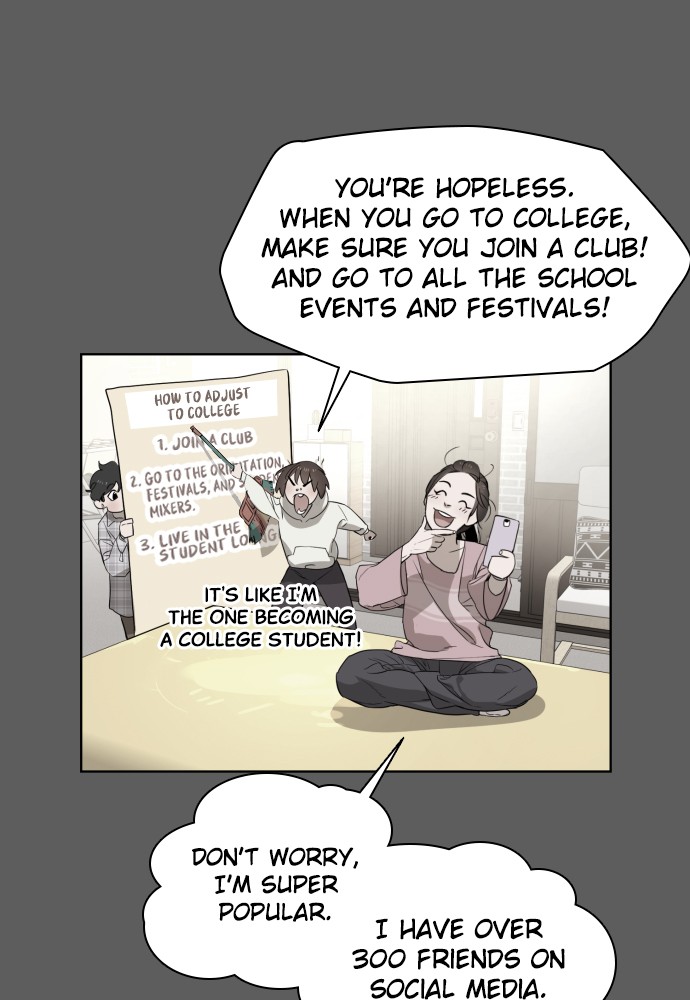 YOU'RE HOPELESS.
WHEN YOU GO TO COLLEGE,
MAKE SURE YOU JOIN A CLUB!
AND GO TO ALL THE SCHOOL
EVENTS AND FESTIVALS!
HOW TO ADJUST
TO COLLEGE
1. JOIN A CLUB
2. GO TO THE ORIENTATION,
FESTIVALS, AND
MIXERS.
3. LIVE IN THE
STUDENT
IT'S LIKE I'M
THE ONE BECOMING
A COLLEGE STUDENT!
DON'T WORRY,
I'M SUPER
POPULAR.
I HAVE OVER
300 FRIENDS ON
SOCIAL MEDIA.